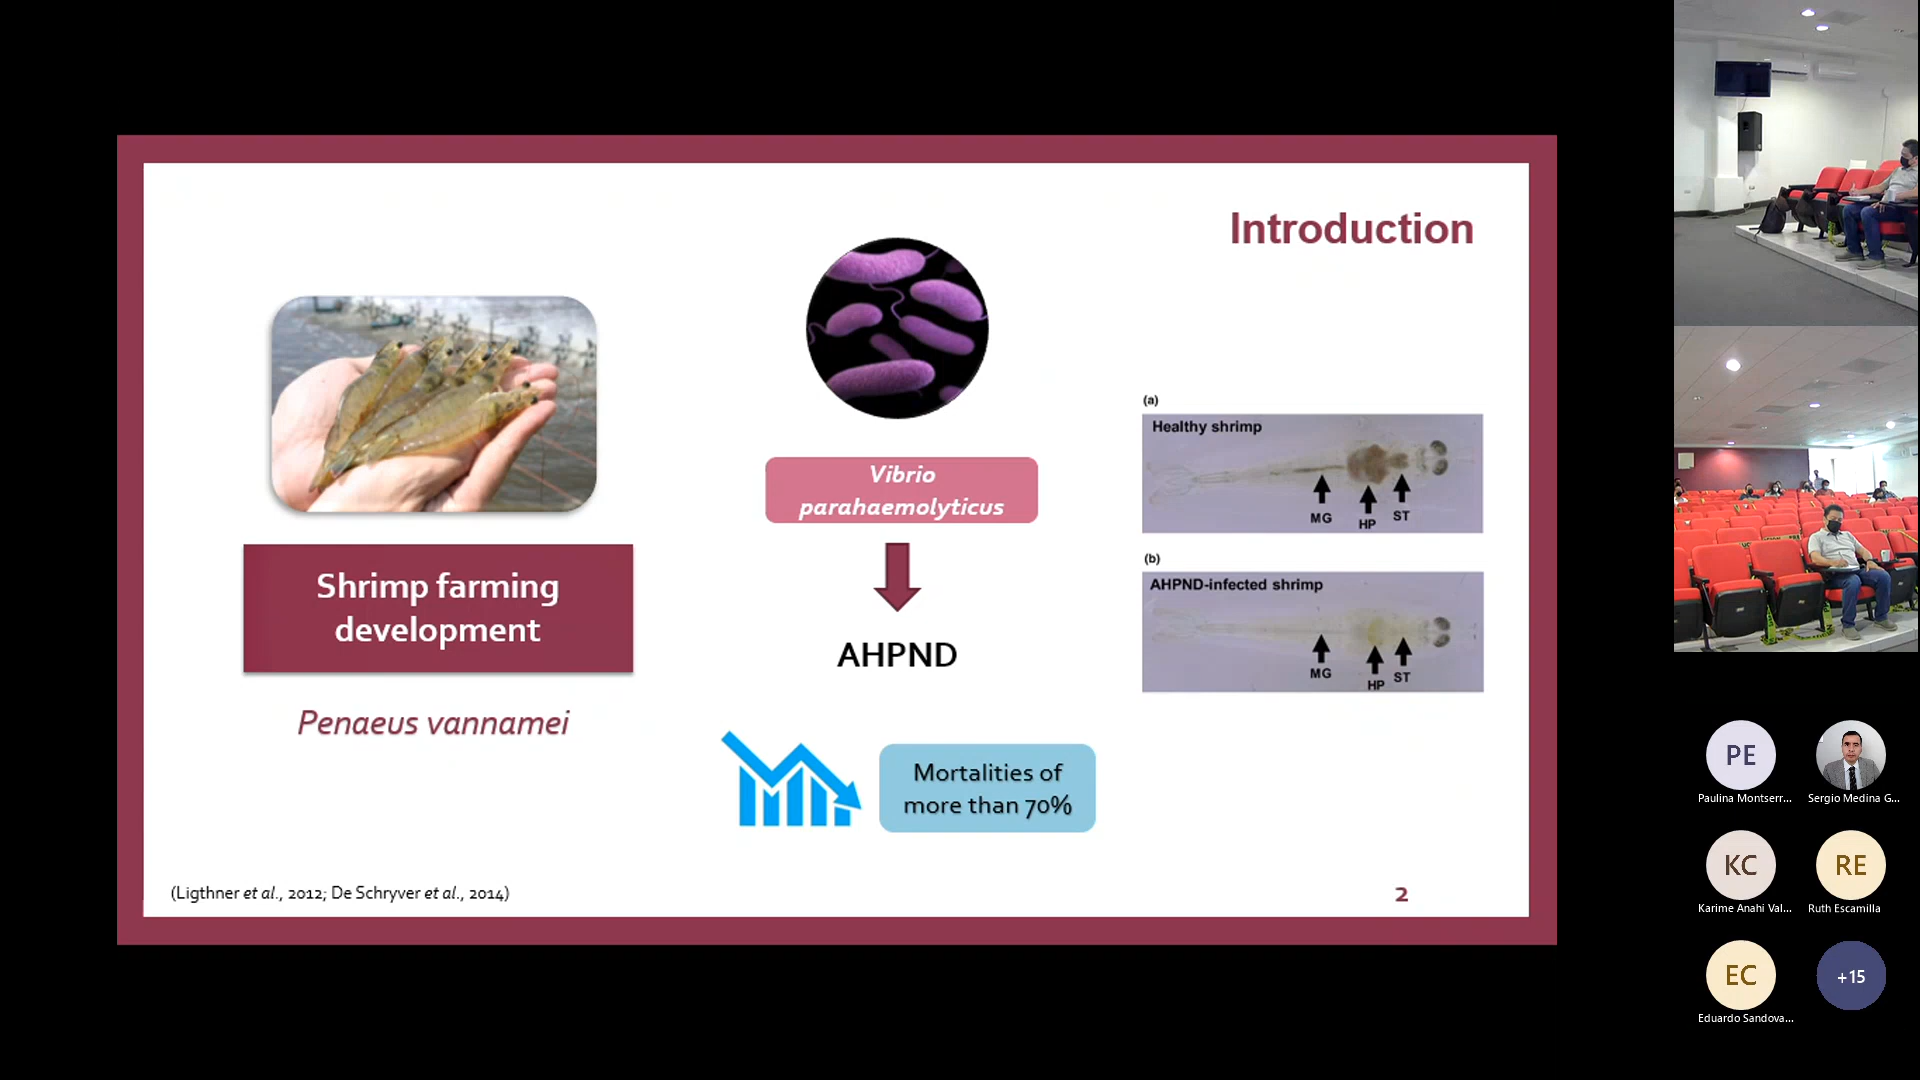 Introduction
Vibrio
parahaemolyticus
AHPND
Mortalities of
more than 70%
Shrimp farming
development
Penaeus vannamei
(a)
Healthy shrimp
MG
HP
ST
(b)
AHPND-infected shrimp
MG
HP
ST
(Ligthner et al., 2012; De Schryver et al., 2014)
2
PE
Paulina Montserr...
Sergio Medina G...
KC
Karime Anahi Val...
RE
Ruth Escamilla
EC
Eduardo Sandova...
+15